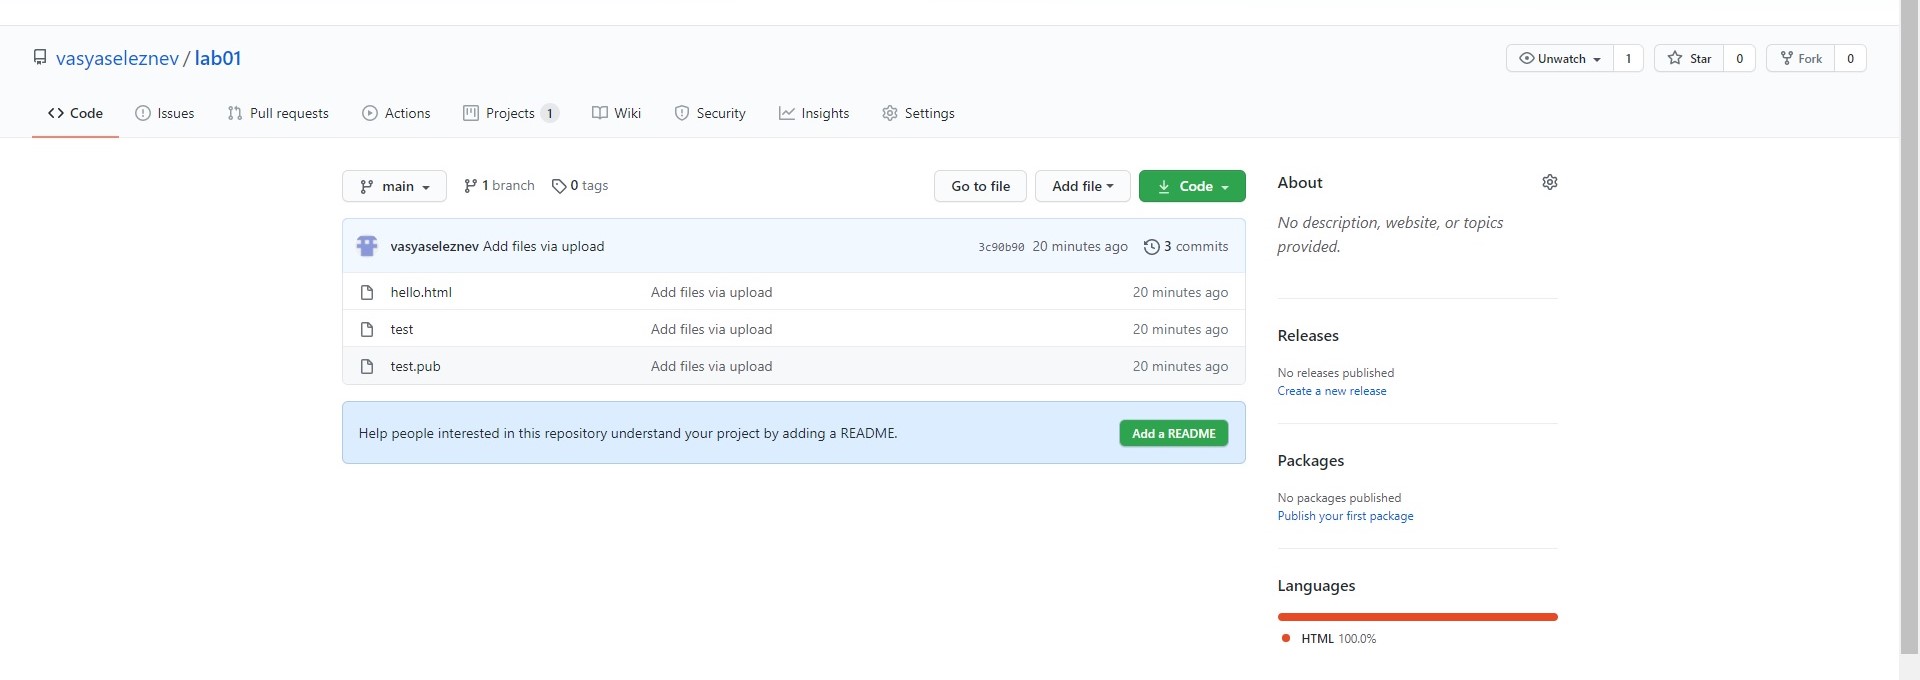 vasyaseleznev / lab01
Unwatch 1 Star 0 Fork 0
Code Issues Pull requests Actions Projects 1 Wiki Security Insights Settings
main 1 branch 0 tags Go to file Add file Code
vasyaseleznev Add files via upload 3c90b90 20 minutes ago 3 commits
hello.html Add files via upload 20 minutes ago
test Add files via upload 20 minutes ago
test.pub Add files via upload 20 minutes ago
Help people interested in this repository understand your project by adding a README. Add a README
About
No description, website, or topics
provided.
Releases
No releases published
Create a new release
Packages
No packages published
Publish your first package
Languages
HTML 100.0%